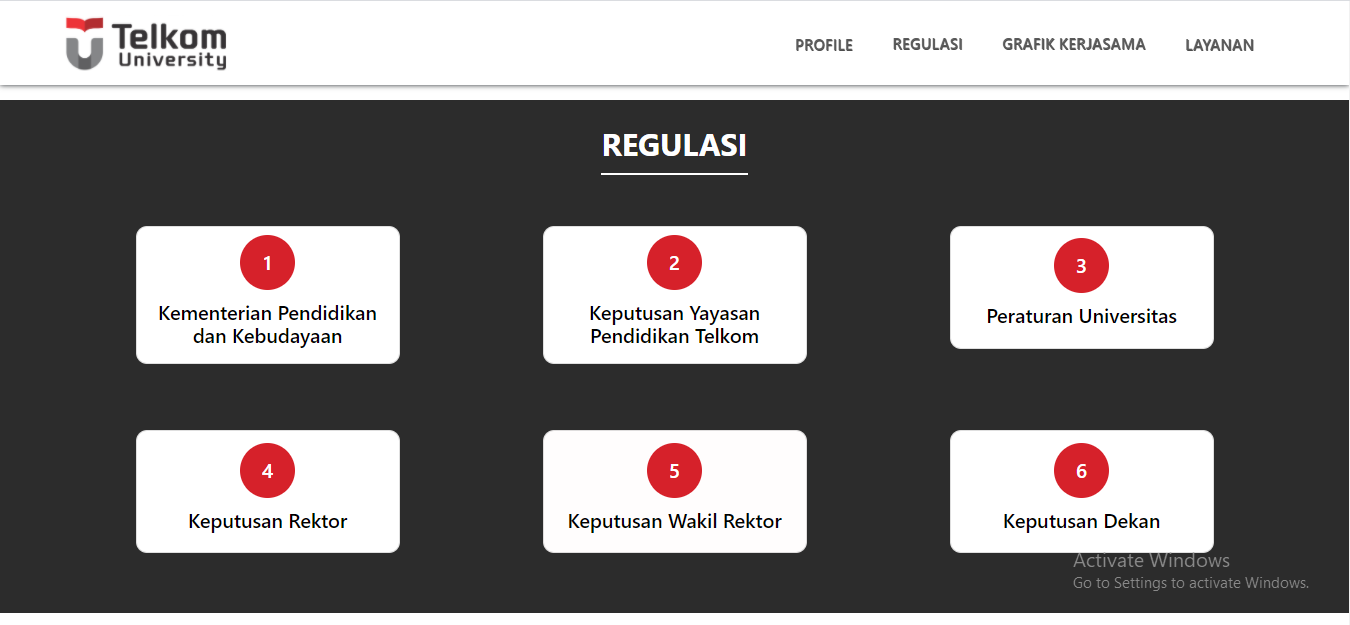 Telkom
University
PROFILE
REGULASI
GRAFIK KERJASAMA
LAYANAN
REGULASI
1
Kementerian Pendidikan
dan Kebudayaan
2
Keputusan Yayasan
Pendidikan Telkom
3
Peraturan Universitas
4
Keputusan Rektor
5
Keputusan Wakil Rektor
6
Keputusan Dekan
Activate Windows
Go to Settings to activate Windows.